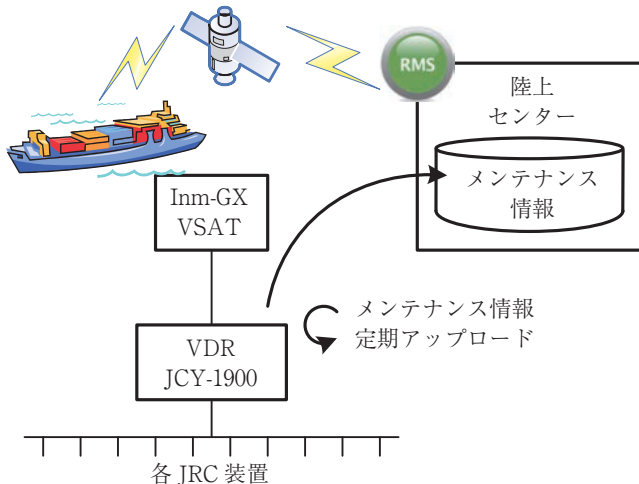 RMS
陸上
センター
メンテナンス
情報
Inm-GX
VSAT
メンテナンス情報
定期アップロード
VDR
JCY-1900
各 JRC 装置